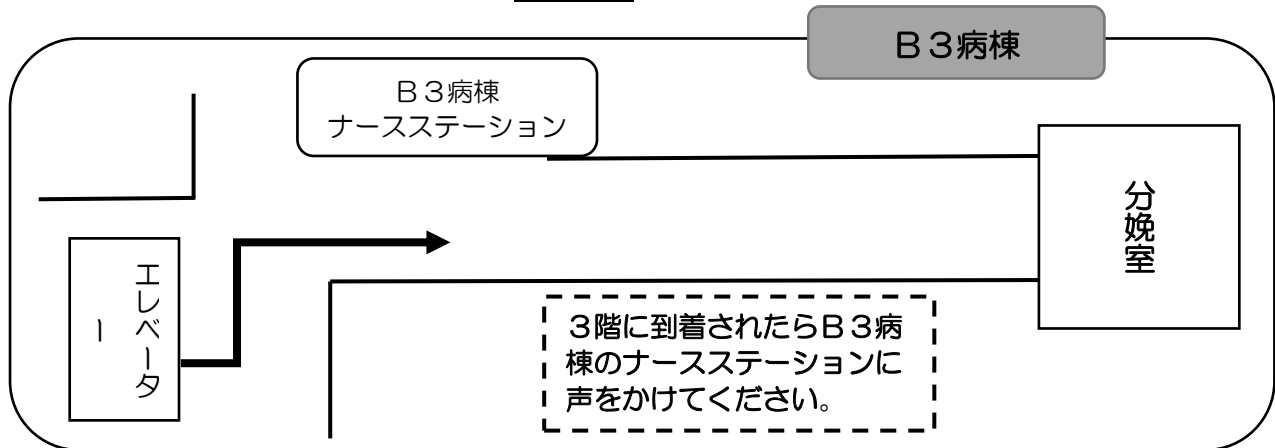 B3病棟
B3病棟
ナースステーション
分娩室
エレベータ
ー
3階に到着されたらB3病
棟のナースステーションに
声をかけてください。